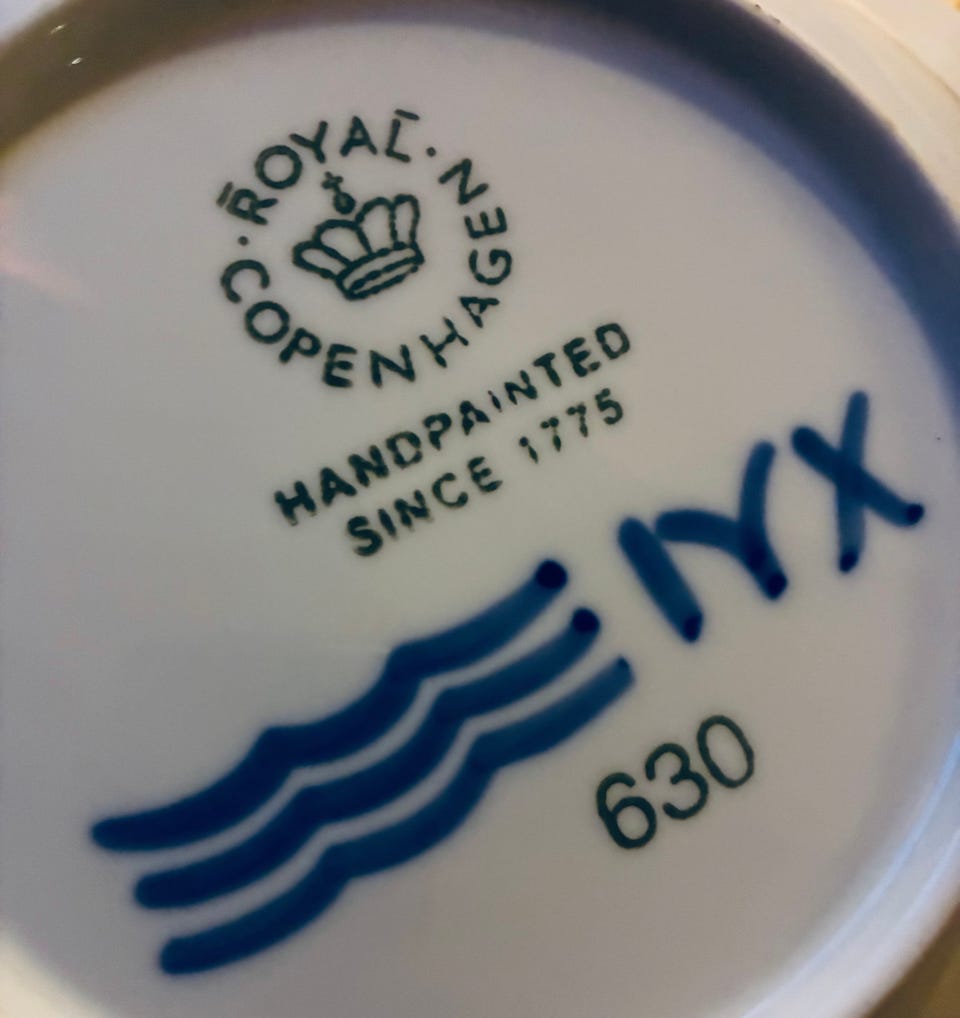 ROYAL
COPENHAGEN
HANDPAINTED
SINCE 1775
630